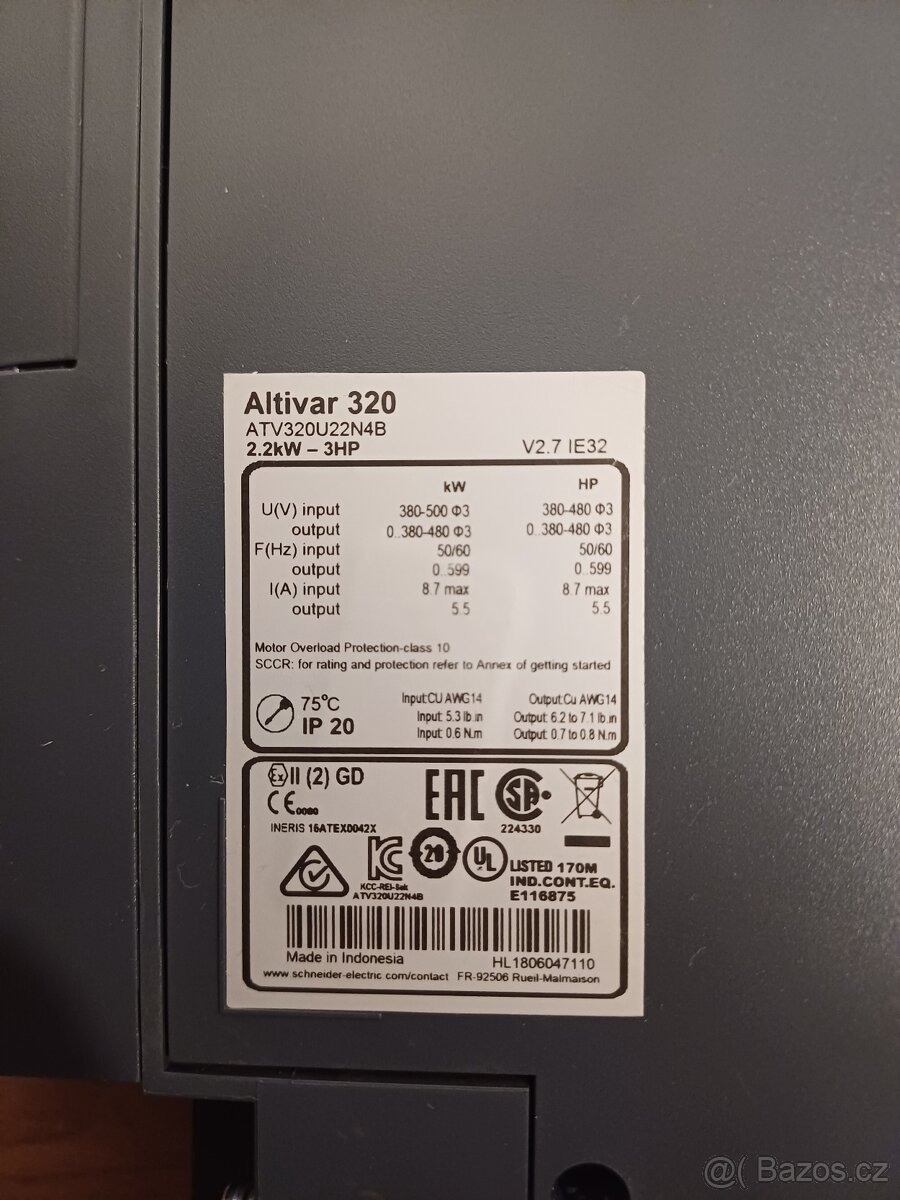 Altivar 320
ATV320U22N4B
2.2kW – 3HP V2.7 IE32
kW HP
U(V) input 380-500 Φ3 380-480 Φ3
output 0..380-480 Φ3 0..380-480 Φ3
F(Hz) input 50/60 50/60
output 0..599 0..599
I(A) input 8.7 max 8.7 max
output 5.5 5.5
Motor Overload Protection-class 10
SCCR: for rating and protection refer to Annex of getting started
75°C Input:CU AWG14 Output:Cu AWG14
IP 20 Input: 5.3 lb.in Output: 6.2 to 7.1 lb.in
Input: 0.6 N.m Output: 0.7 to 0.8 N.m
Ex II (2) GD
CE 0080
EAC
SA
INERIS 16ATEX0042X 224330
KC
20
UL
LISTED 170M
IND.CONT.EQ.
E116875
KCC-REI-Sek
ATV320U22N4B
Made in Indonesia HL1806047110
www.schneider-electric.com/contact FR-92506 Rueil-Malmaison
@( Bazos.cz